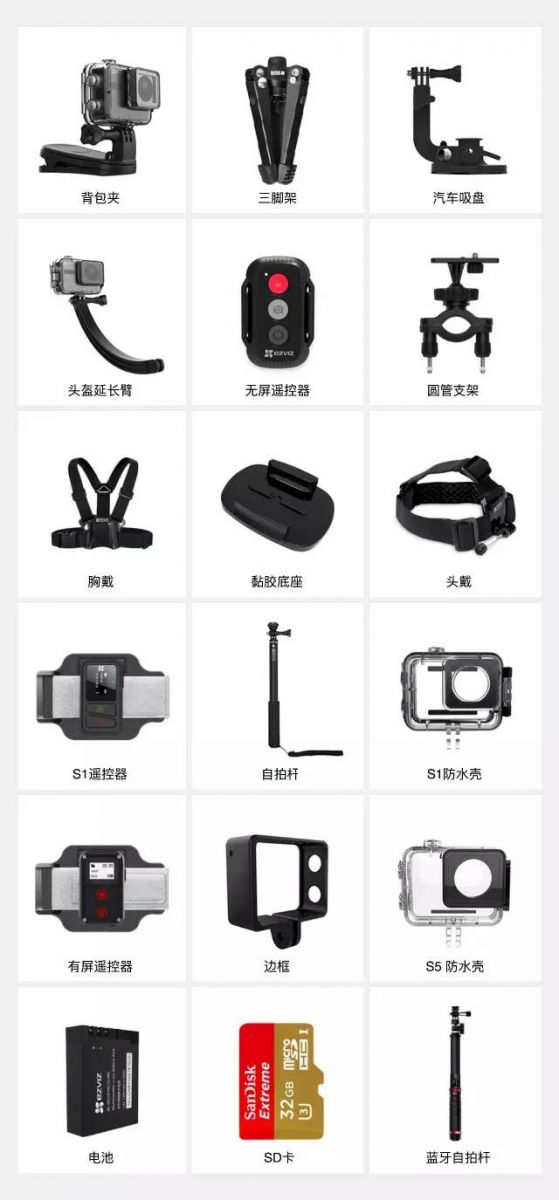 背包夹
三脚架
汽车吸盘
头盔延长臂
EZVIZ
无屏遥控器
圆管支架
胸戴
黏胶底座
头戴
S1遥控器
自拍杆
S1防水壳
有屏遥控器
边框
S5 防水壳
EZVIZ
电池
SanDisk
Extreme
32 GB
micro
SD
HC I
U3
SD卡
蓝牙自拍杆